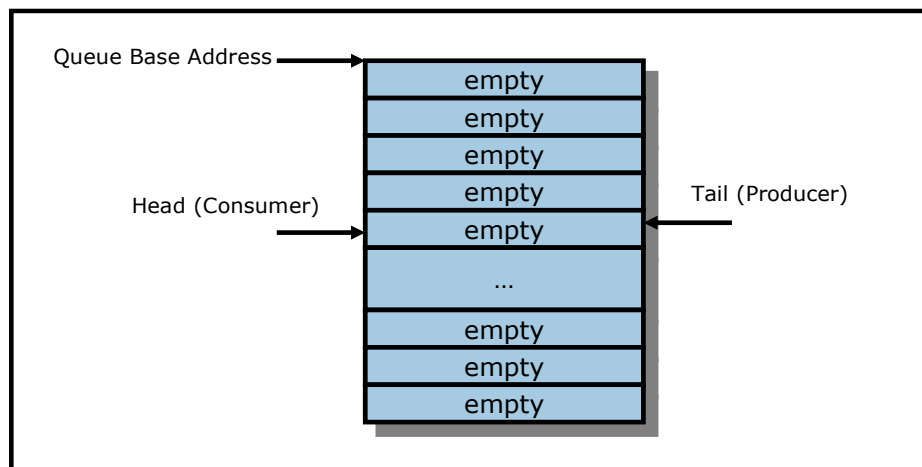 Queue Base Address
empty
empty
empty
empty
Head (Consumer)
Tail (Producer)
empty
...
empty
empty
empty